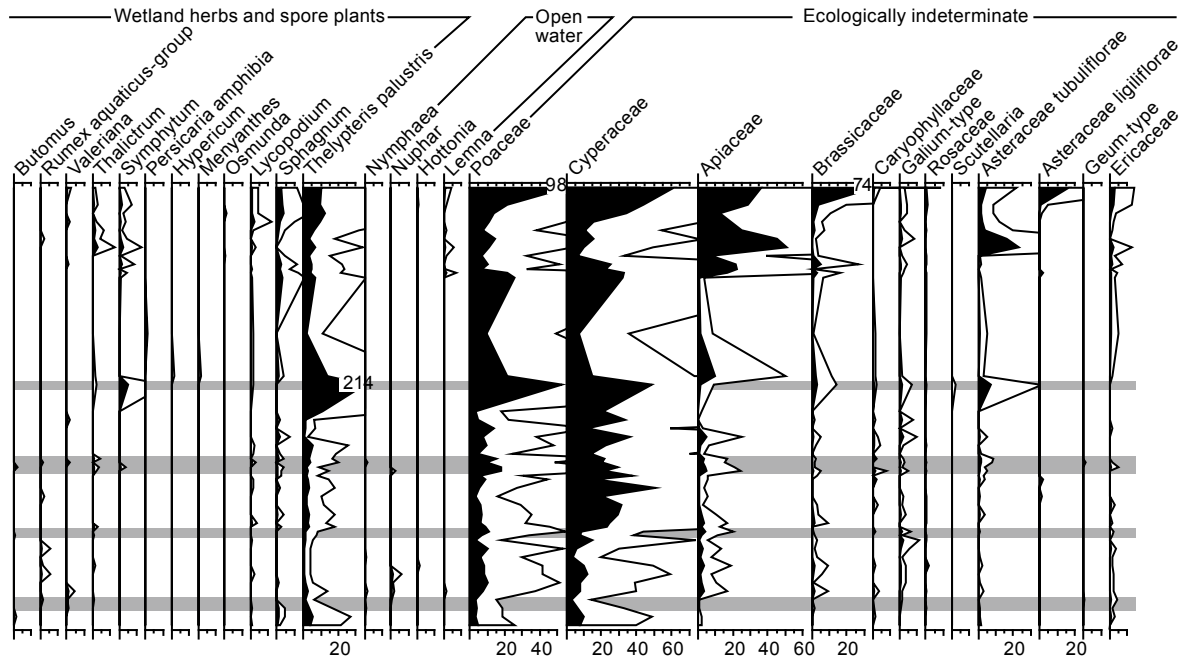 Wetland herbs and spore plants
Open
water
Ecologically indeterminate
Butomus
Rumex aquaticus-group
Valeriana
Thalictrum
Symphytum
Persicaria amphibia
Hypericum
Menyanthes
Osmunda
Lycopodium
Sphagnum
Thelypteris palustris
Nymphaea
Nuphar
Hottonia
Lemna
Poaceae
Cyperaceae
Apiaceae
Brassicaceae
Caryophyllaceae
Galium-type
Rosaceae
Scutellaria
Asteraceae tubuliflorae
Asteraceae ligiliflorae
Geum-type
Ericaceae
98
74
214
20 20 40 20 40 60 20 40 60 20 20 20